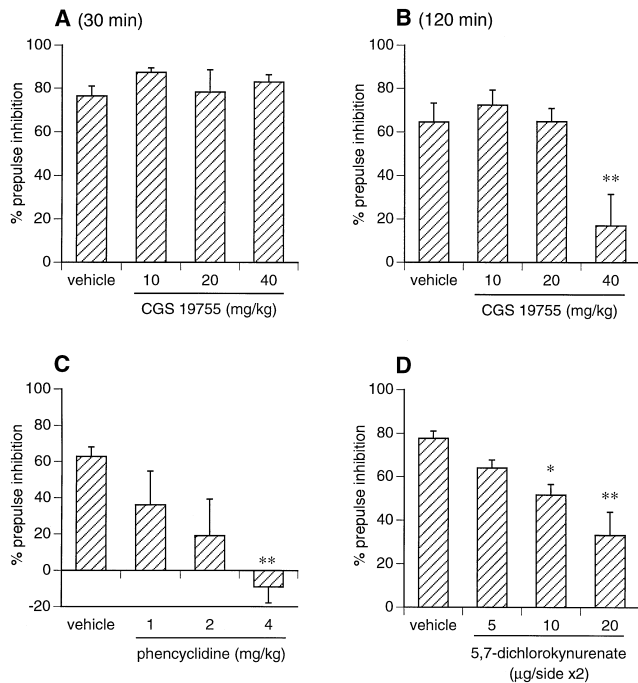 A (30 min)
100
80
60
40
20
0
% prepulse inhibition
vehicle 10 20 40
CGS 19755 (mg/kg)
B (120 min)
100
80
60
40
20
0
% prepulse inhibition
**
vehicle 10 20 40
CGS 19755 (mg/kg)
C
100
80
60
40
20
0
-20
% prepulse inhibition
**
vehicle 1 2 4
phencyclidine (mg/kg)
D
100
80
60
40
20
0
% prepulse inhibition
* **
vehicle 5 10 20
5,7-dichlorokynurenate
(µg/side x2)